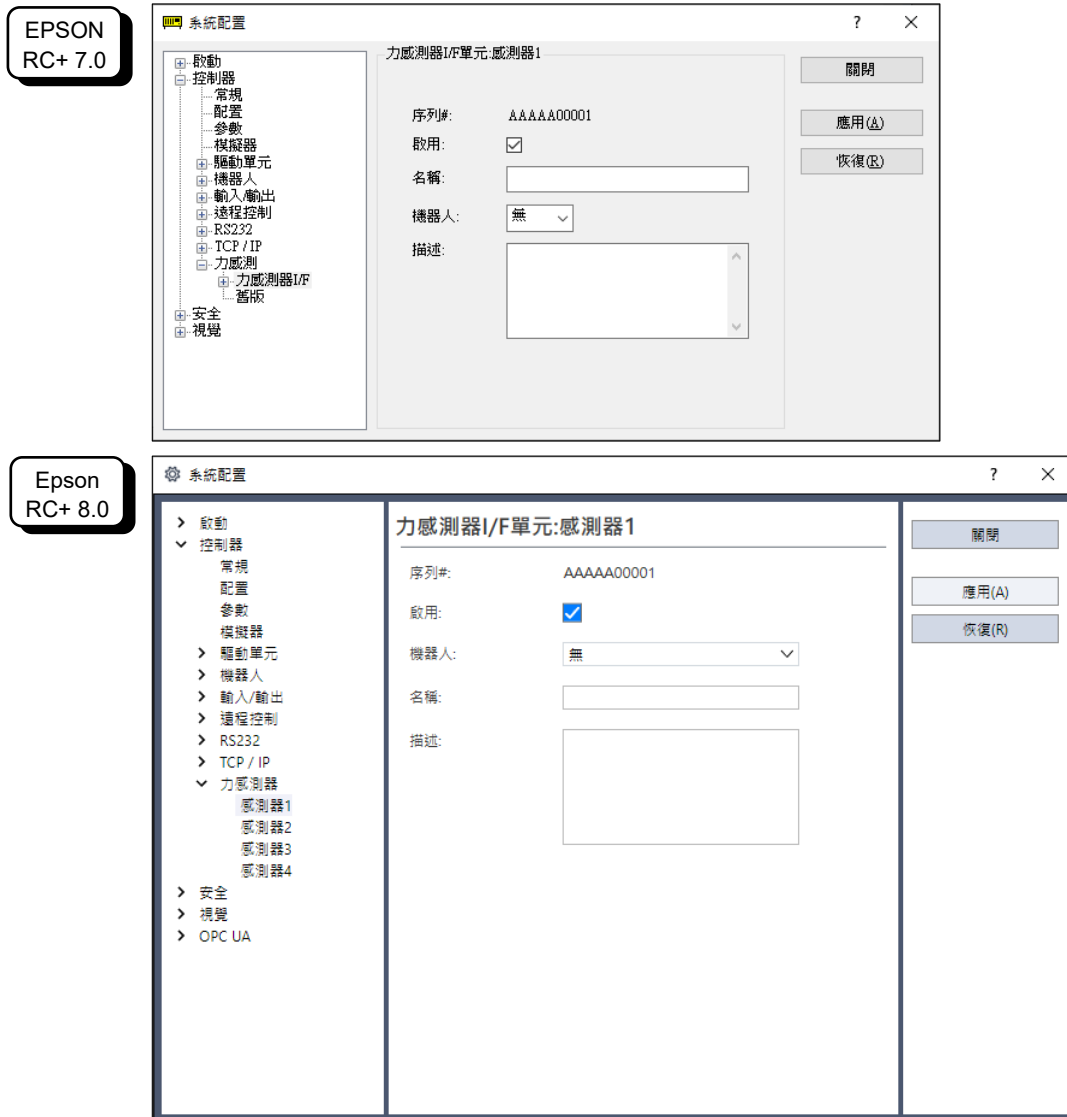 EPSON
RC+ 7.0
系統配置
?
啟動
控制器
常規
配置
參數
模擬器
驅動單元
機器人
輸入/輸出
遠程控制
RS232
TCP / IP
力感測
力感測器I/F
舊版
安全
視覺
力感測器I/F單元:感測器1
序列#: AAAAA00001
啟用:
名稱:
機器人: 無
描述:
關閉
應用(A)
恢復(R)
Epson
RC+ 8.0
系統配置
?
啟動
控制器
常規
配置
參數
模擬器
驅動單元
機器人
輸入/輸出
遠程控制
RS232
TCP / IP
力感測器
感測器1
感測器2
感測器3
感測器4
安全
視覺
OPC UA
力感測器I/F單元:感測器1
序列#: AAAAA00001
啟用:
機器人: 無
名稱:
描述:
關閉
應用(A)
恢復(R)